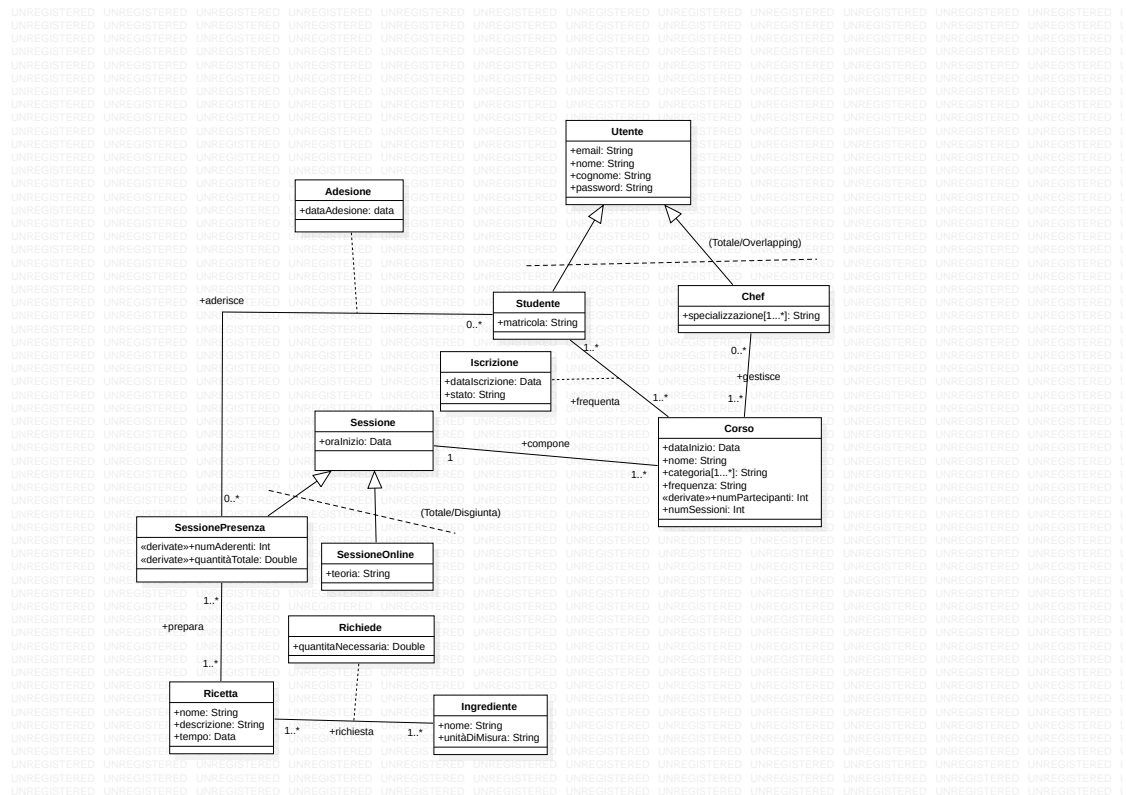 Utente
+email: String
+nome: String
+cognome: String
+password: String
Adesione
+dataAdesione: data
(Totale/Overlapping)
+aderisce
Studente
+matricola: String
0..*
Chef
+specializzazione[1...*]: String
1..*
0..*
Iscrizione
+dataIscrizione: Data
+stato: String
+gestisce
+frequenta
1..*
1..*
Sessione
+oraInizio: Data
+compone
1
1..*
Corso
+dataInizio: Data
+nome: String
+categoria[1...*]: String
+frequenza: String
«derivate»+numPartecipanti: Int
+numSessioni: Int
0..*
(Totale/Disgiunta)
SessionePresenza
«derivate»+numAderenti: Int
«derivate»+quantitàTotale: Double
SessioneOnline
+teoria: String
1..*
+prepara
1..*
Richiede
+quantitaNecessaria: Double
Ricetta
+nome: String
+descrizione: String
+tempo: Data
1..*
+richiesta
1..*
Ingrediente
+nome: String
+unitàDiMisura: String
UNREGISTERED